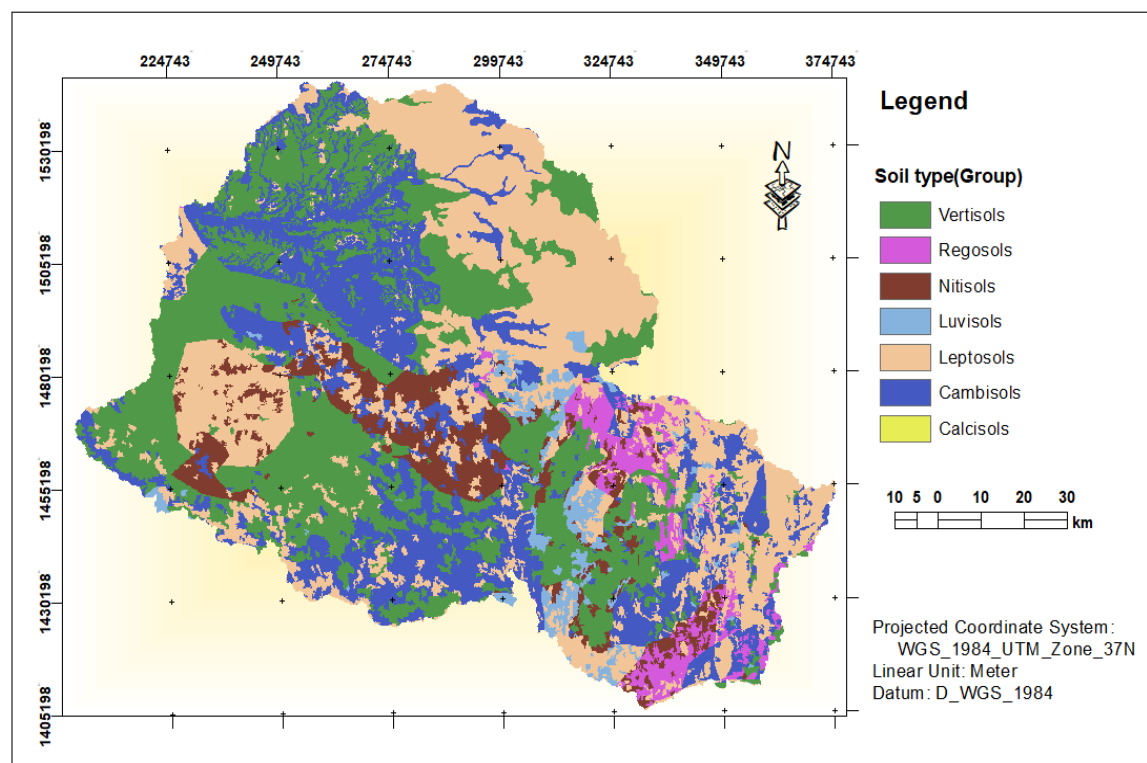 224743 249743 274743 299743 324743 349743 374743
1530198
1505198
1480198
1455198
1430198
1405198
N
Legend
Soil type(Group)
Vertisols
Regosols
Nitisols
Luvisols
Leptosols
Cambisols
Calcisols
10 5 0 10 20 30
km
Projected Coordinate System:
WGS_1984_UTM_Zone_37N
Linear Unit: Meter
Datum: D_WGS_1984